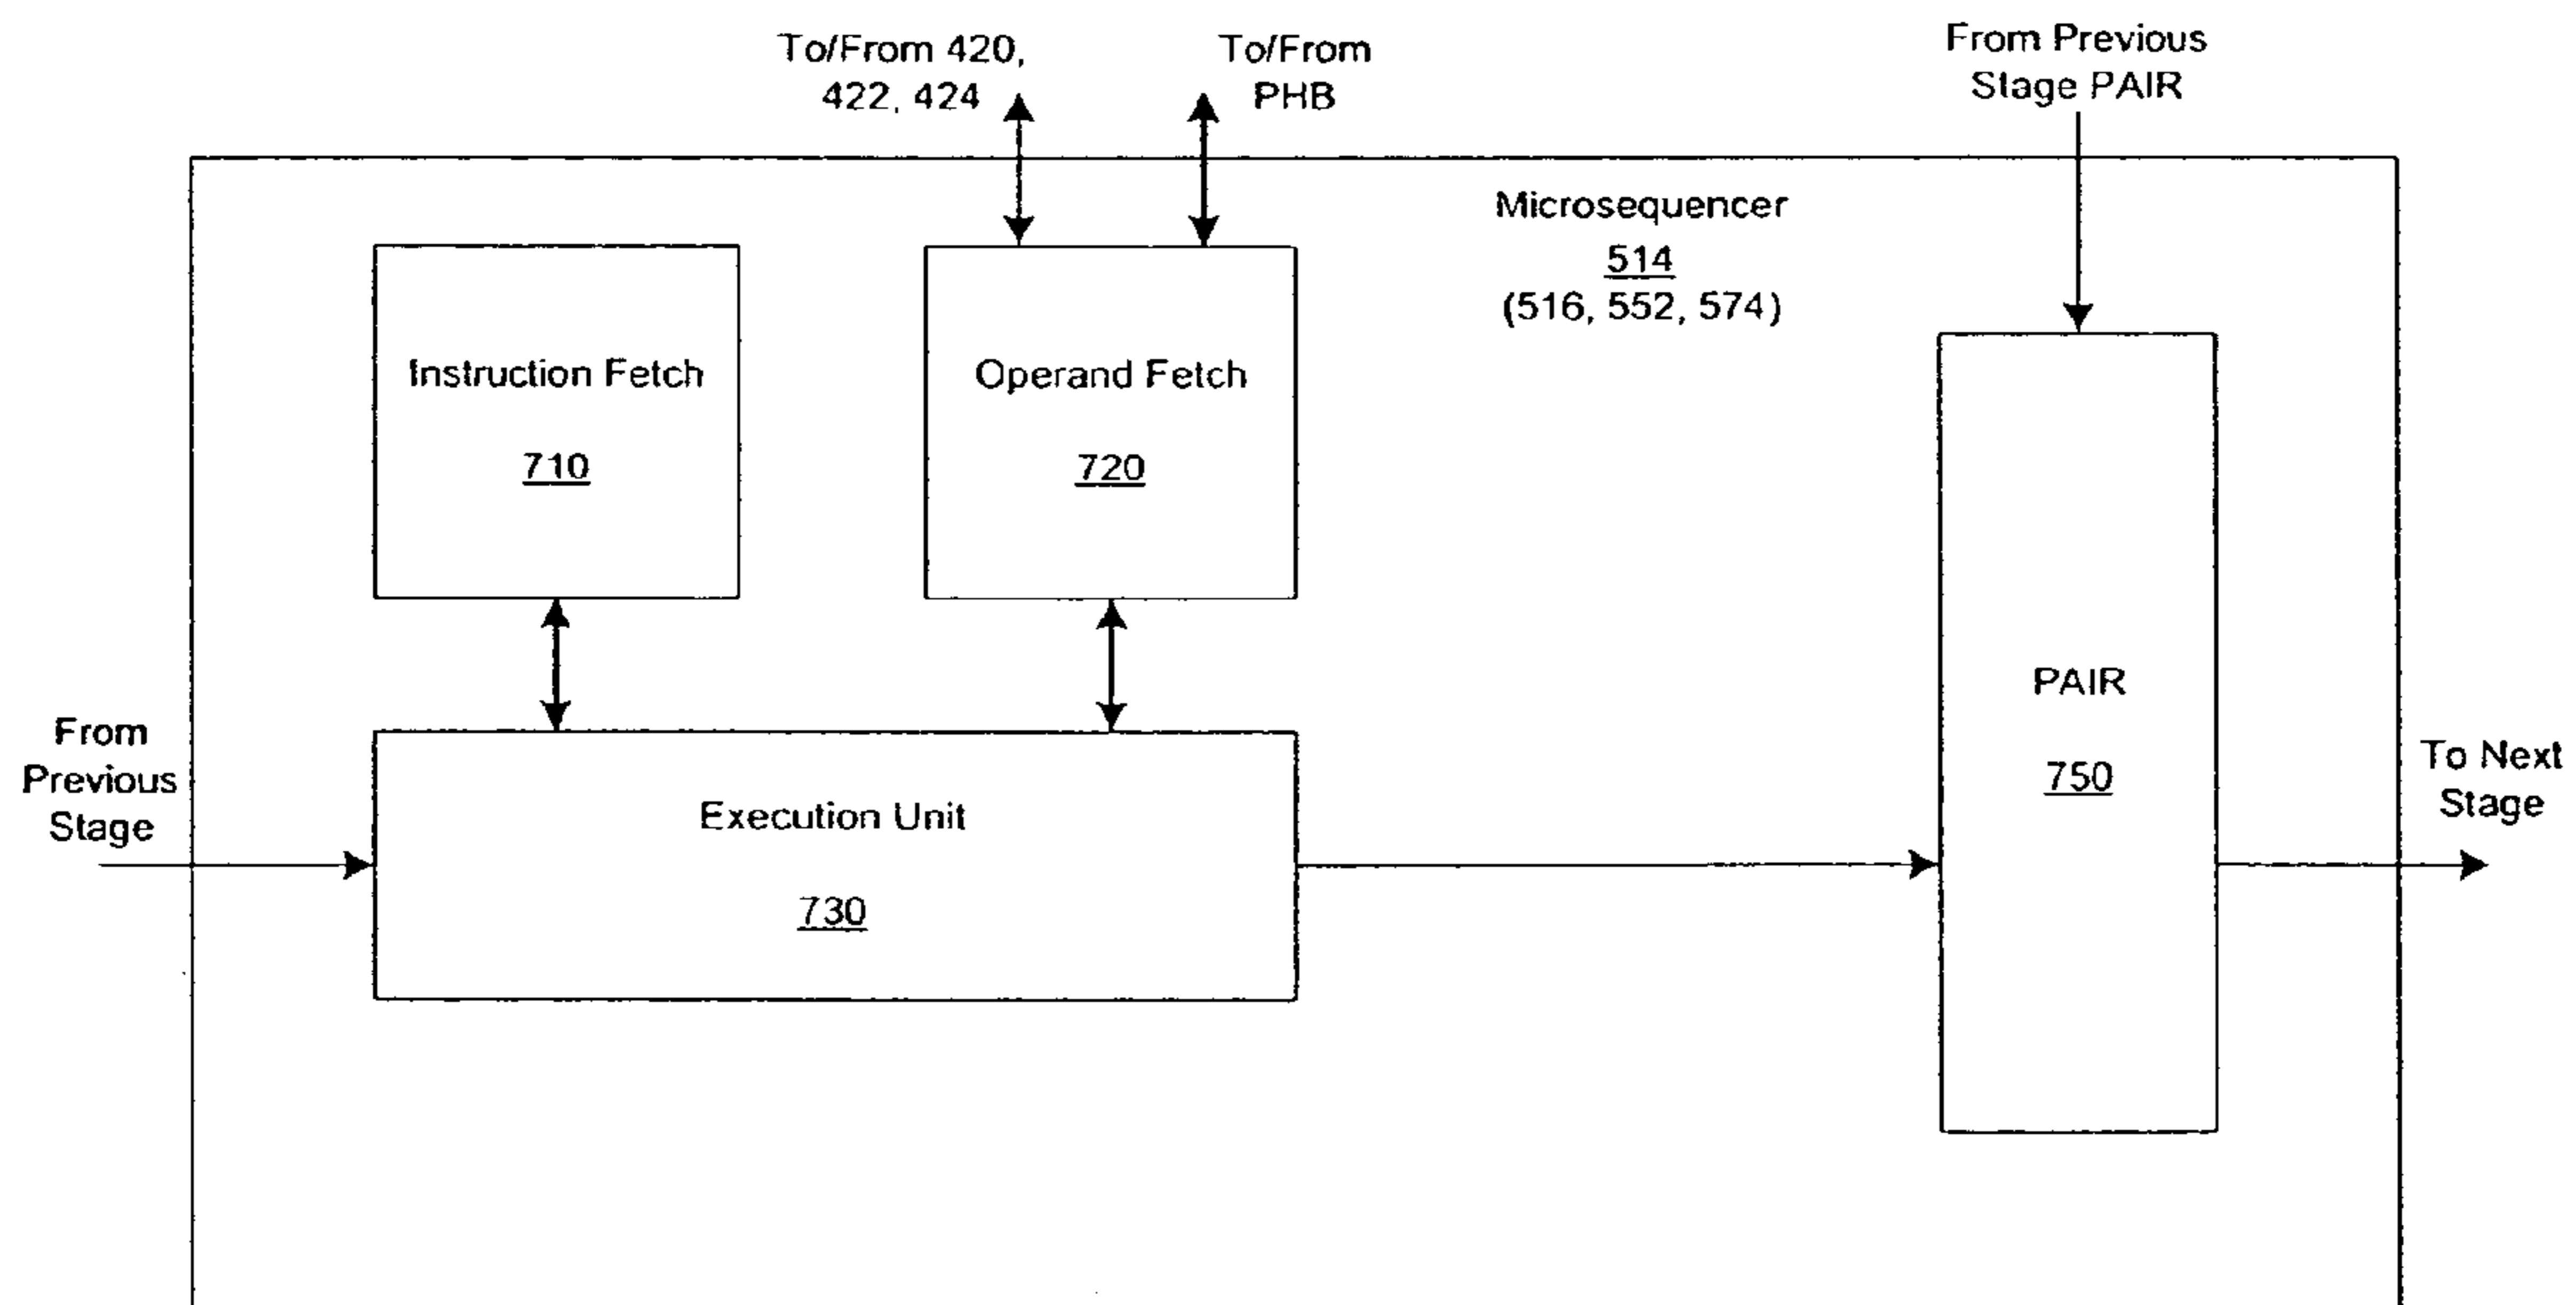 To/From 420,
422, 424
To/From
PHB
From Previous
Stage PAIR
Microsequencer
514
(516, 552, 574)
Instruction Fetch
710
Operand Fetch
720
PAIR
750
From
Previous
Stage
Execution Unit
730
To Next
Stage